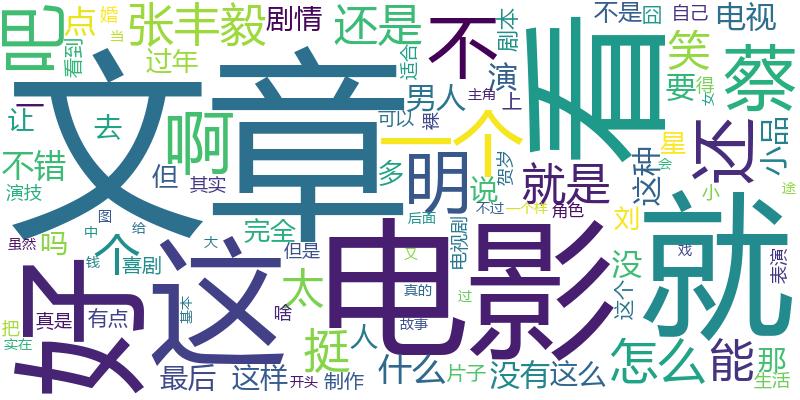 吧
点
婚
当
张丰毅
剧情
还是
不
剧本
不是
囧
自己
电视
看到
过年
适合
演
笑
文章
看
蔡
男人
上
主角
要
得
女
一
让
去
啊
可以
裸
一个
还
星
小品
不错
但
多
明
说
贺岁
就是
这种
演技
其实
会
图
给
完全
后面
不过
一个样
角色
刘
小
途
中
虽然
吗
个
大
但是
电视剧
又
没
戏
就
喜剧
钱
好
这
电影
表演
太
真的
过
这个
把
真是
有点
基本
啥
故事
实在
挺
人
怎么
能
那
最后
这样
开头
制作
什么
片子
没有
这么
生活